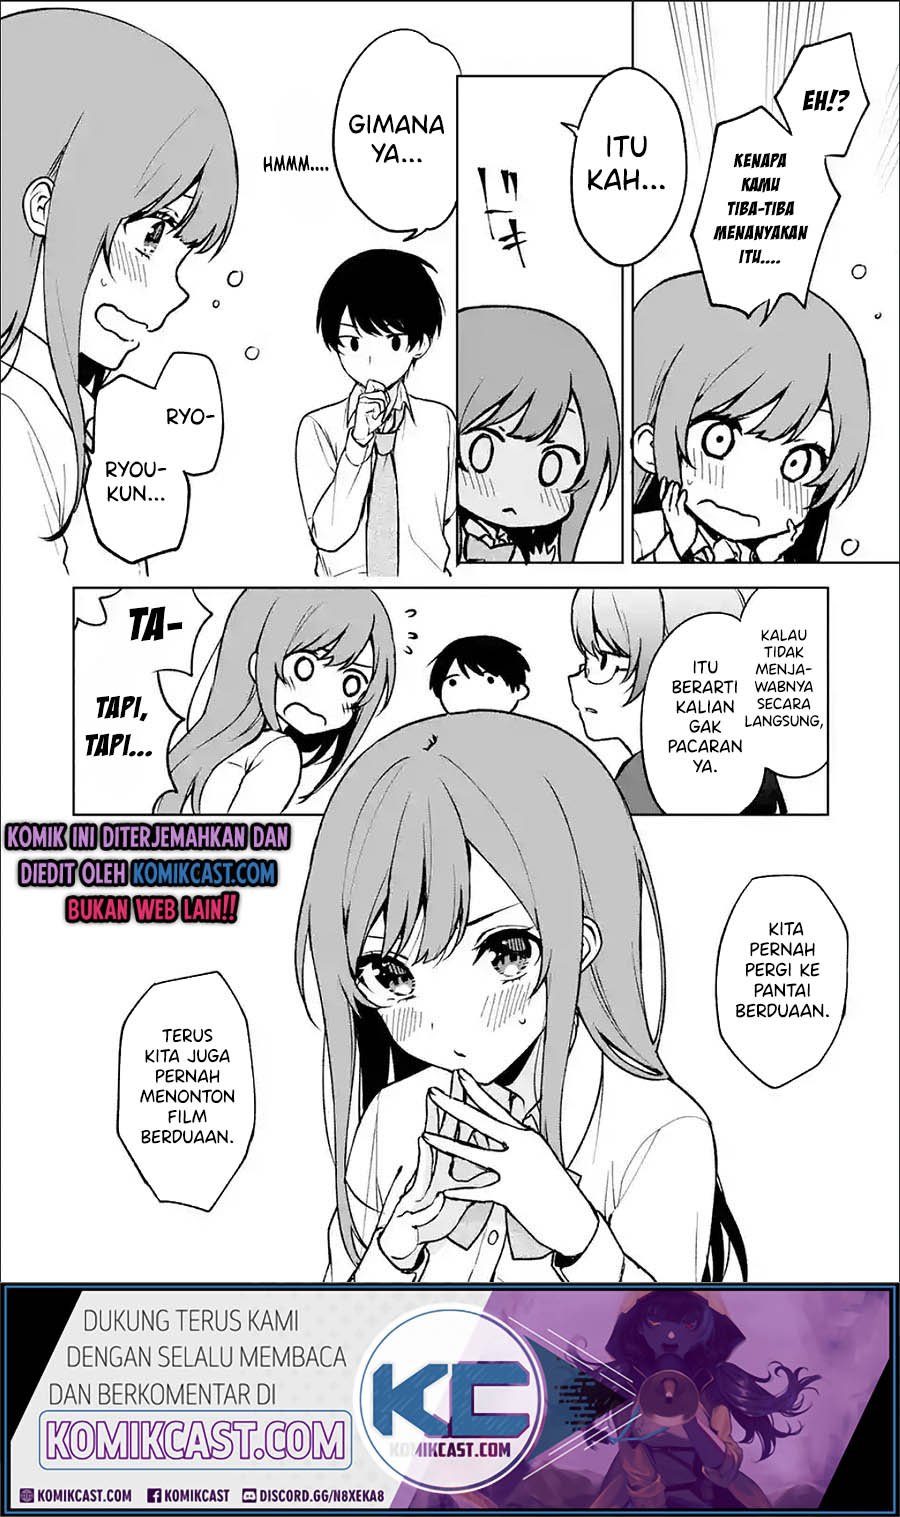 EH!?
KENAPA
KAMU
TIBA-TIBA
MENANYAKAN
ITU....
ITU
KAH...
ドキ
GIMANA
YA...
HMMM....
RYO-
RYOU-
KUN...
KALAU
TIDAK
MENJA-
WABNYA
SECARA
LANGSUNG,
ITU
BERARTI
KALIAN
GAK
PACARAN
YA.
TA-
TAPI,
TAPI...
KOMIK INI DITERJEMAHKAN DAN
DIEDIT OLEH KOMIKCAST.COM
BUKAN WEB LAIN!!
KITA
PERNAH
PERGI KE
PANTAI
BERDUAAN.
TERUS
KITA JUGA
PERNAH
MENONTON
FILM
BERDUAAN.
DUKUNG TERUS KAMI
DENGAN SELALU MEMBACA
DAN BERKOMENTAR DI
KOMIKCAST.COM
KC
KOMIKCAST.COM
KOMIKCAST.COM KOMIKCAST DISCORD.GG/N8XEKA8